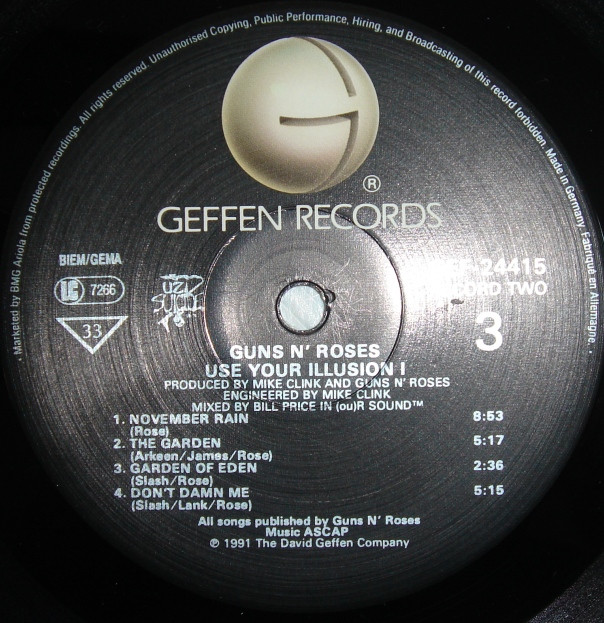 Marketed by BMG Ariola from protected recordings. All rights reserved. Unauthorised Copying, Public Performance, Hiring, and Broadcasting of this record forbidden. Made in Germany. Fabriqué en Allemagne.
®
GEFFEN RECORDS
BIEM/GEMA
LC 7266
33
24415
RECORD TWO
3
GUNS N' ROSES
USE YOUR ILLUSION I
PRODUCED BY MIKE CLINK AND GUNS N' ROSES
ENGINEERED BY MIKE CLINK
MIXED BY BILL PRICE IN (ou)R SOUND™
1. NOVEMBER RAIN 8:53
(Rose)
2. THE GARDEN 5:17
(Arkeen/James/Rose)
3. GARDEN OF EDEN 2:36
(Slash/Rose)
4. DON'T DAMN ME 5:15
(Slash/Lank/Rose)
All songs published by Guns N' Roses
Music ASCAP
℗ 1991 The David Geffen Company